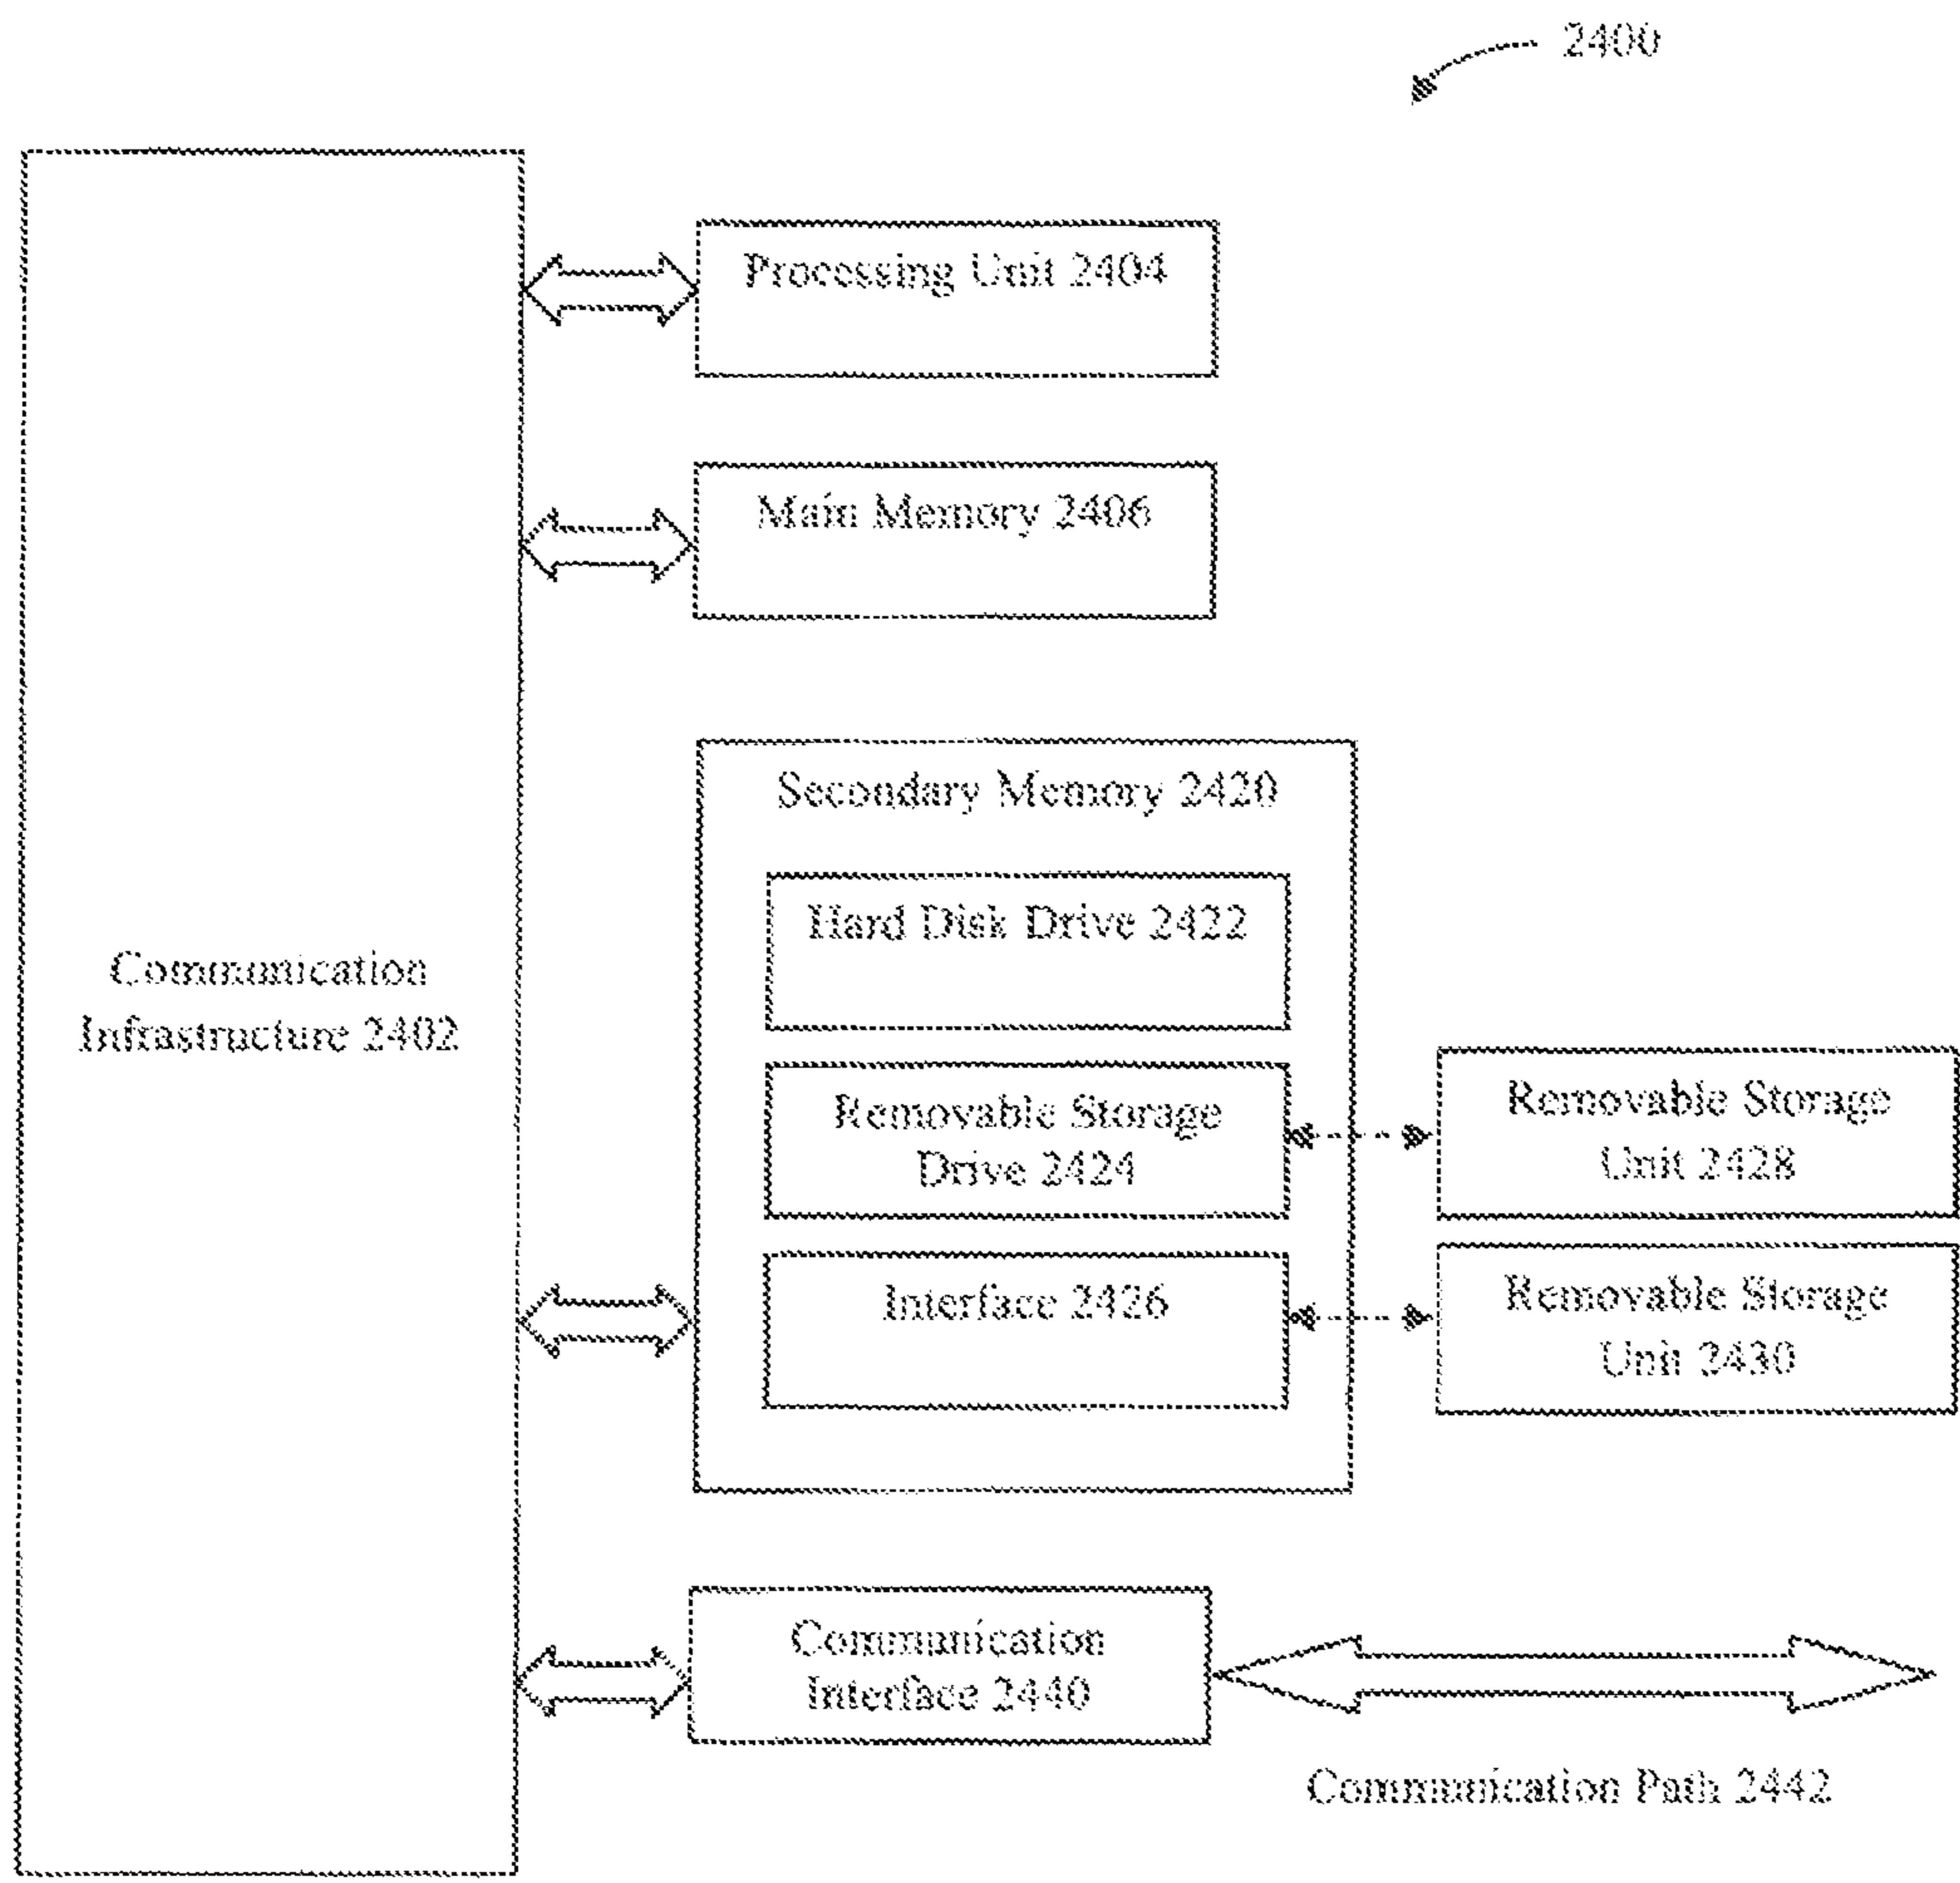 2400
Processing Unit 2404
Main Memory 2406
Secondary Memory 2420
Hard Disk Drive 2422
Communication
Infrastructure 2402
Removable Storage
Drive 2424
Removable Storage
Unit 2428
Interface 2426
Removable Storage
Unit 2430
Communication
Interface 2440
Communication Path 2442